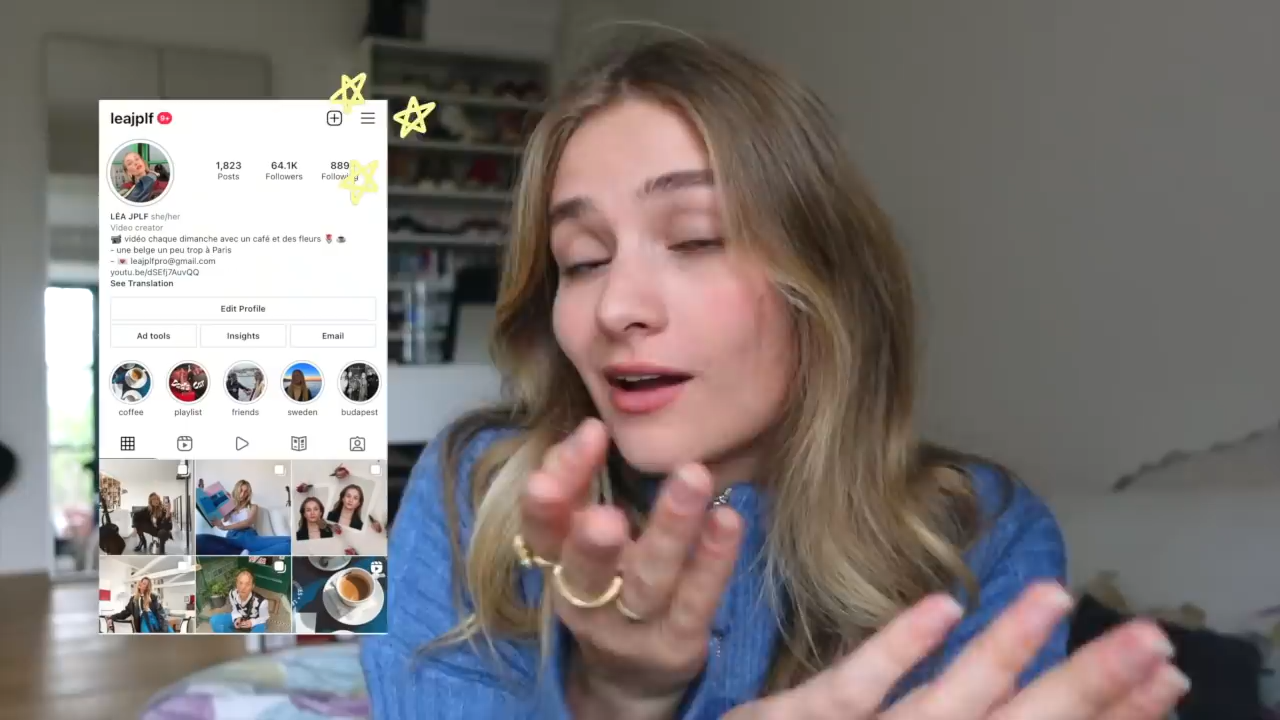 leajplf 9+
1,823 64.1K 889
Posts Followers Following
LÉA JPLF she/her
Video creator
📹 vidéo chaque dimanche avec un café et des fleurs 🌷 ☕
- une belge un peu trop à Paris
- 💌 leajplfpro@gmail.com
youtu.be/dSEfj7AuvQQ
See Translation
Edit Profile
Ad tools Insights Email
coffee playlist friends sweden budapest